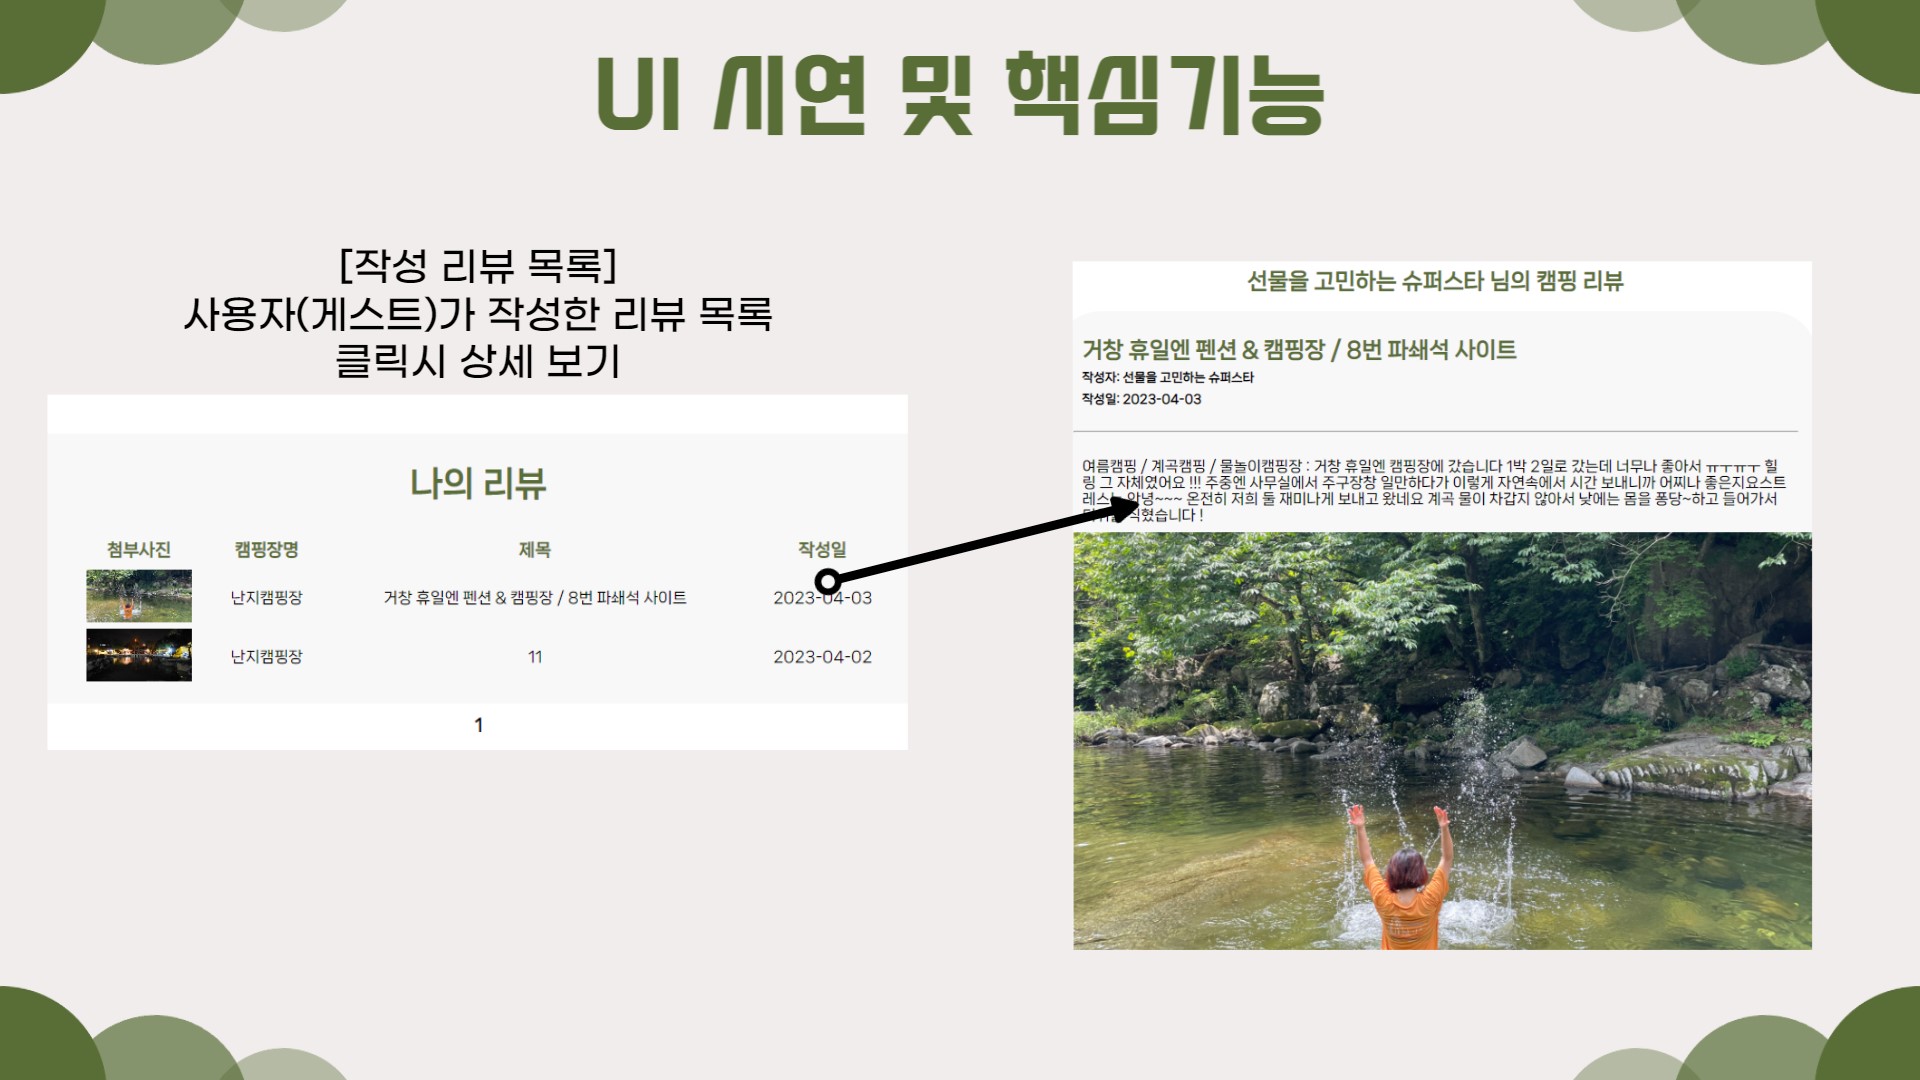 UI 시연 및 핵심기능
[작성 리뷰 목록]
사용자(게스트)가 작성한 리뷰 목록
클릭시 상세 보기
나의 리뷰
첨부사진 캠핑장명 제목 작성일
난지캠핑장 거창 휴일엔 펜션 & 캠핑장 / 8번 파쇄석 사이트 2023-04-03
난지캠핑장 11 2023-04-02
1
선물을 고민하는 슈퍼스타 님의 캠핑 리뷰
거창 휴일엔 펜션 & 캠핑장 / 8번 파쇄석 사이트
작성자: 선물을 고민하는 슈퍼스타
작성일: 2023-04-03
여름캠핑 / 계곡캠핑 / 물놀이캠핑장 : 거창 휴일엔 캠핑장에 갔습니다 1박 2일로 갔는데 너무나 좋아서 ㅠㅜㅠㅜ 힐
링 그 자체였어요 !!! 주중엔 사무실에서 주구장창 일만하다가 이렇게 자연속에서 시간 보내니까 어찌나 좋은지요스트
레스는 안녕~~~ 온전히 저희 둘 재미나게 보내고 왔네요 계곡 물이 차갑지 않아서 낮에는 몸을 퐁당~하고 들어가서
식혔습니다 !